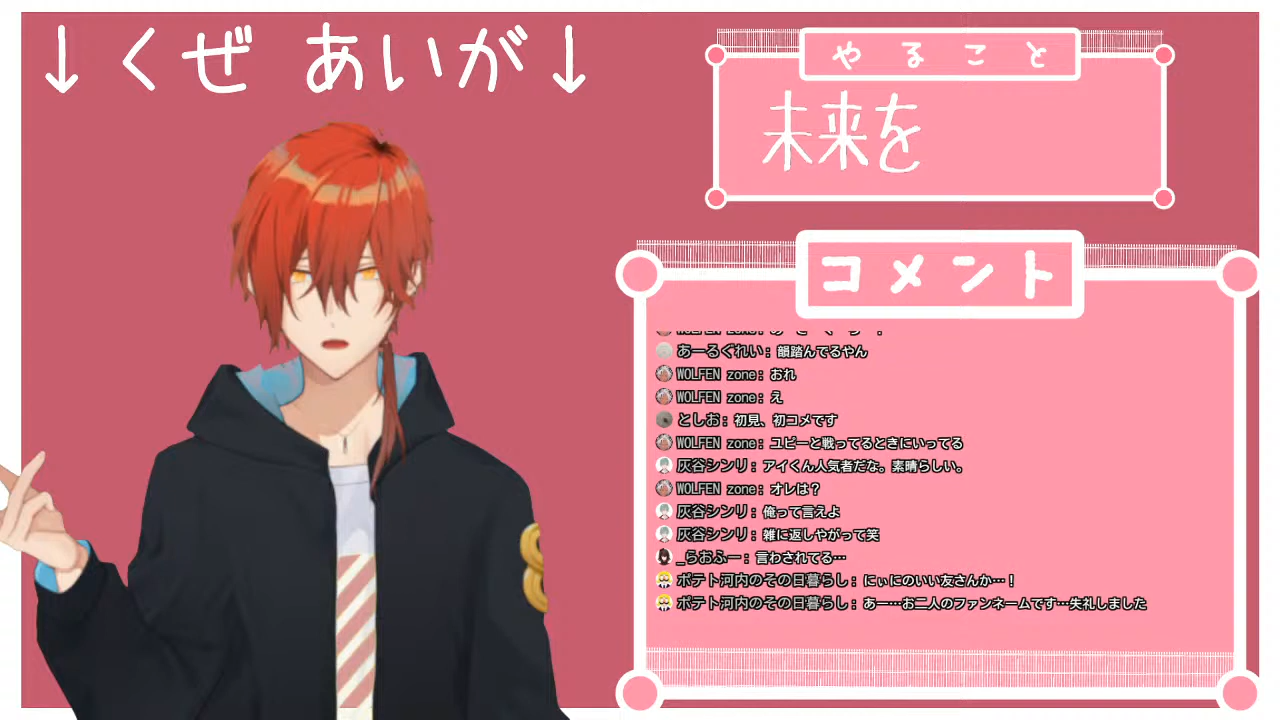 ↓くぜ あいが↓
やること
未来を
コメント
あーるぐれい: 韻踏んでるやん
WOLFEN zone: おれ
WOLFEN zone: え
としお: 初見、初コメです
WOLFEN zone: ユピーと戦ってるときにいってる
灰谷シンリ: アイくん人気者だな。素晴らしい。
WOLFEN zone: オレは?
灰谷シンリ: 俺って言えよ
灰谷シンリ: 雑に返しやがって笑
_らおふー: 言わされてる…
ポテト河内のその日暮らし: にぃにのいい友さんか…!
ポテト河内のその日暮らし: あー…お二人のファンネームです…失礼しました